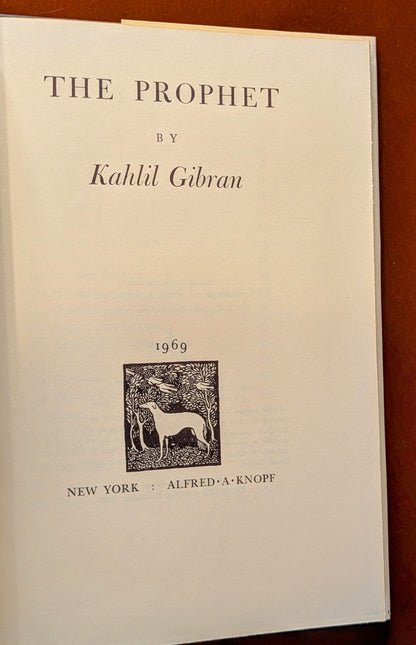 THE PROPHET
BY
Kahlil Gibran
1969
NEW YORK : ALFRED·A·KNOPF